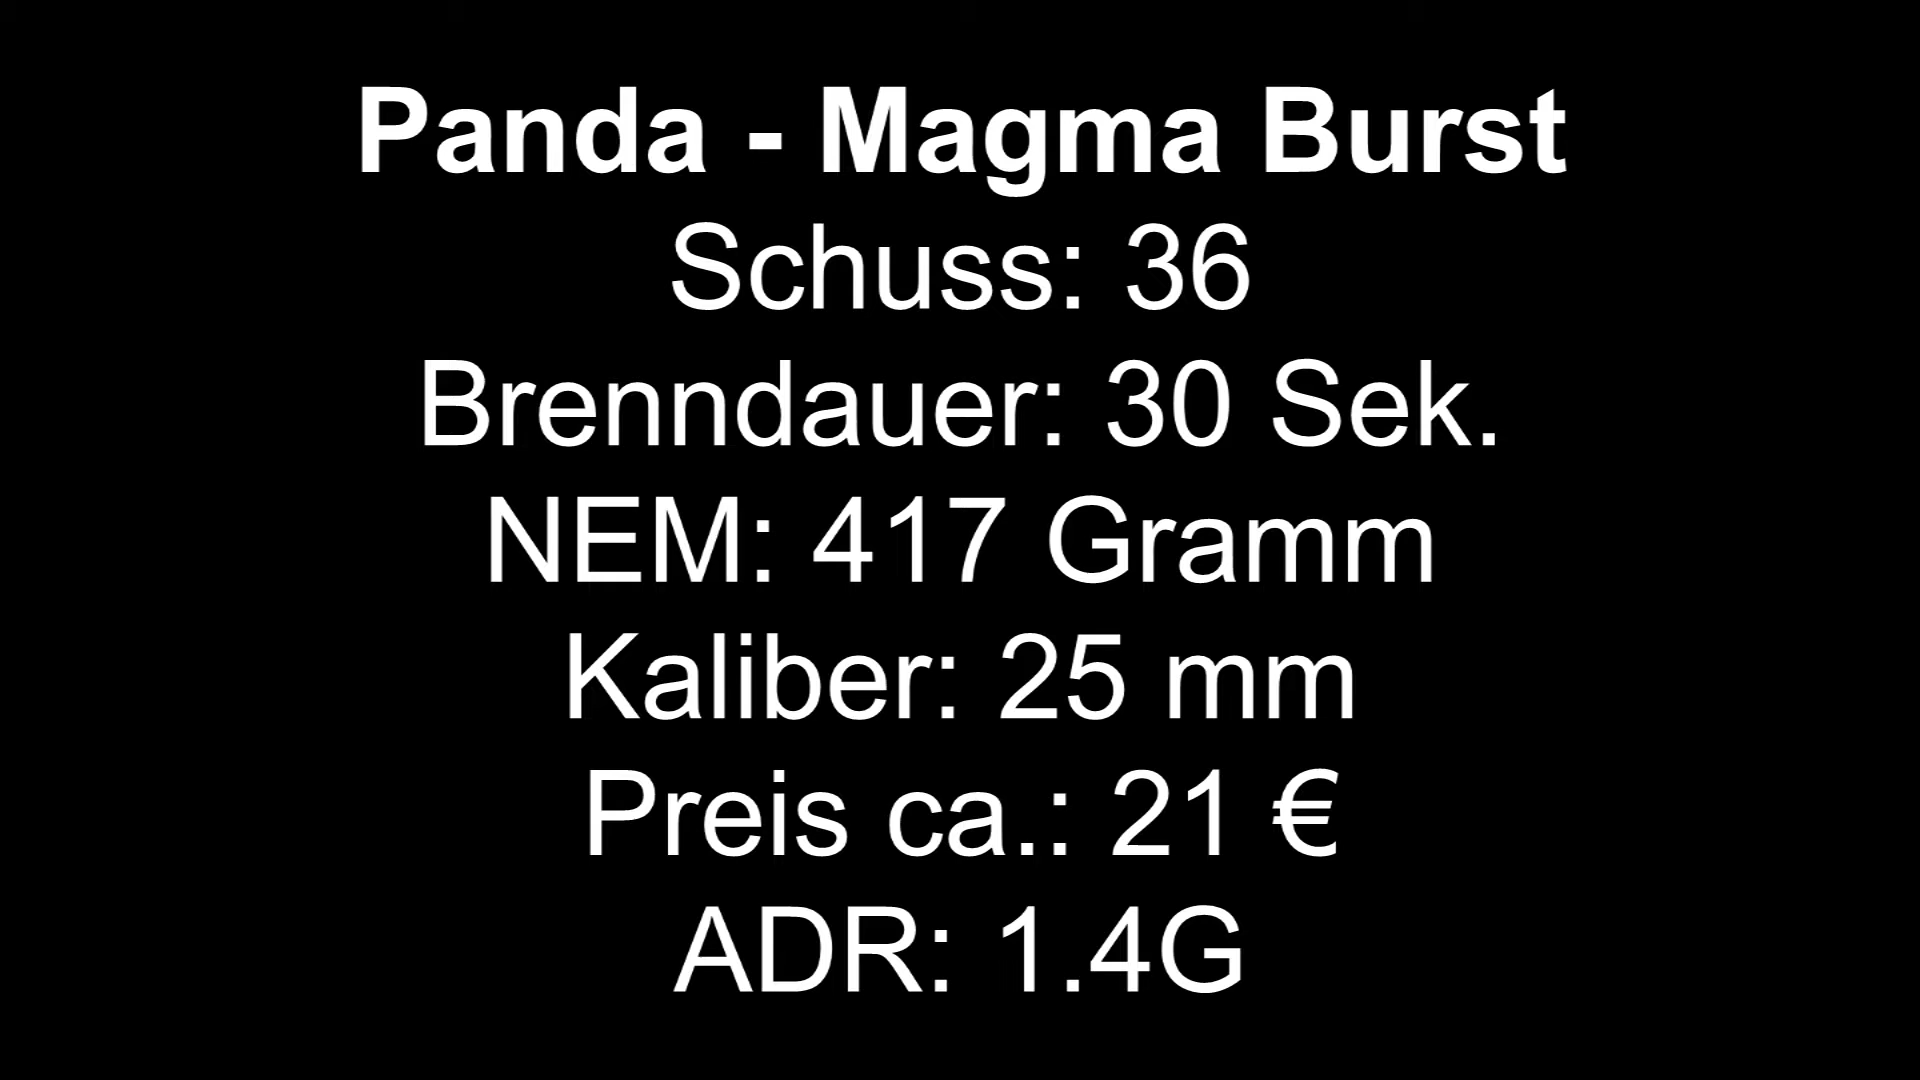 Panda - Magma Burst
Schuss: 36
Brenndauer: 30 Sek.
NEM: 417 Gramm
Kaliber: 25 mm
Preis ca.: 21 €
ADR: 1.4G